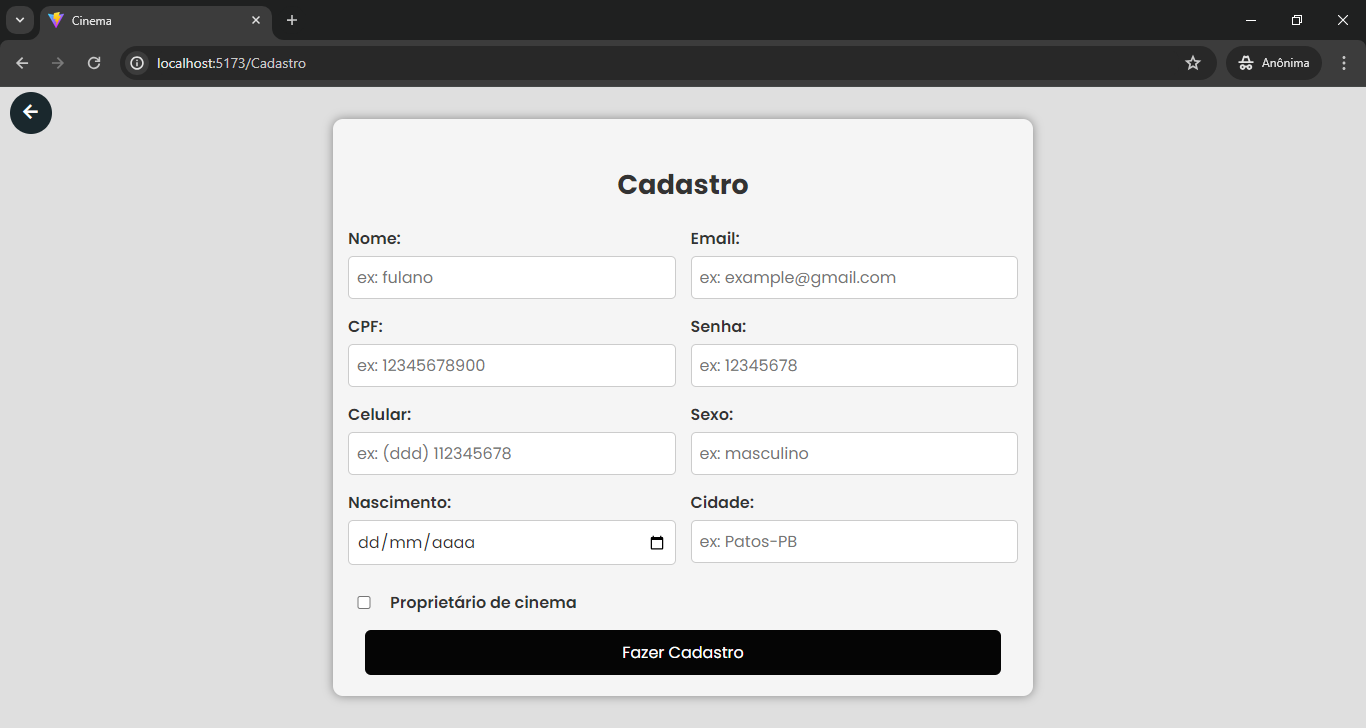 Cinema
localhost:5173/Cadastro
Anônima
Cadastro
Nome:
Email:
ex: fulano
ex: example@gmail.com
CPF:
Senha:
ex: 12345678900
ex: 12345678
Celular:
Sexo:
ex: (ddd) 112345678
ex: masculino
Nascimento:
Cidade:
dd/mm/aaaa
ex: Patos-PB
Proprietário de cinema
Fazer Cadastro